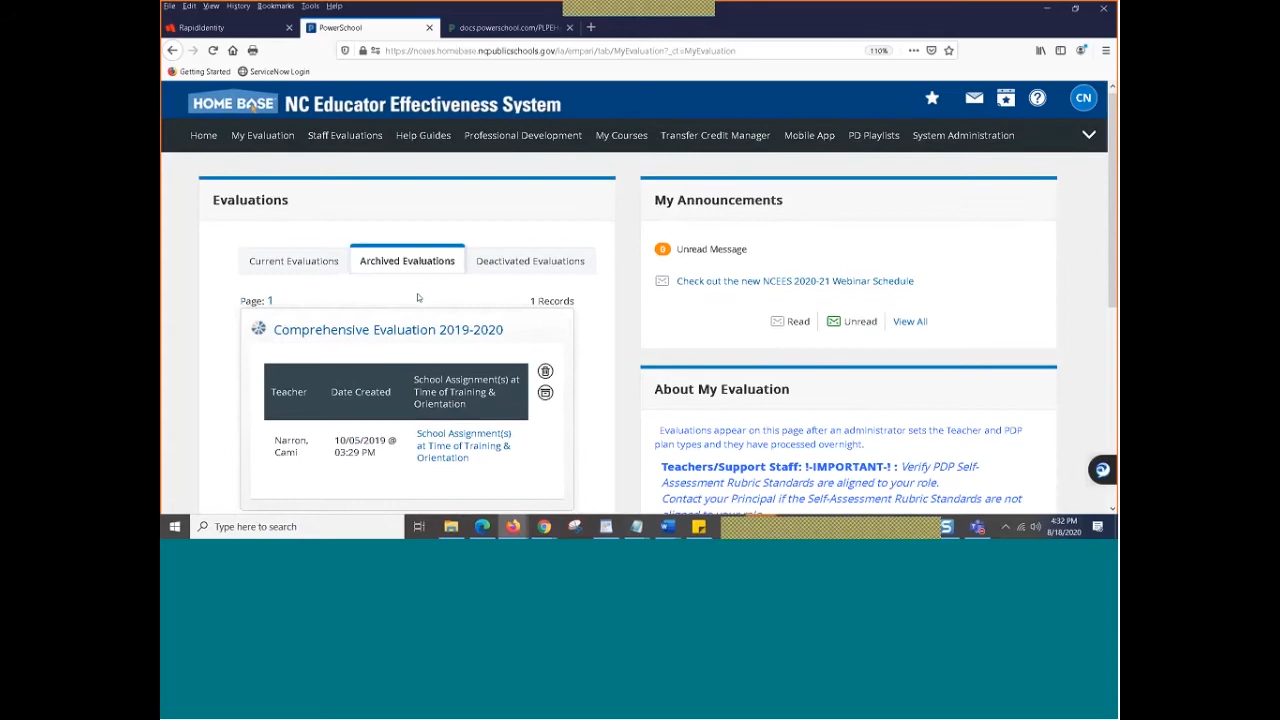 File Edit View History Bookmarks Tools Help
RapidIdentity PowerSchool docs.powerschool.com/PLPEH
https://ncees.homebase.ncpublicschools.gov/ia/empari/tab/MyEvaluation?_ct=MyEvaluation 110%
Getting Started ServiceNow Login
HOME BASE NC Educator Effectiveness System CN
Home My Evaluation Staff Evaluations Help Guides Professional Development My Courses Transfer Credit Manager Mobile App PD Playlists System Administration
Evaluations
Current Evaluations Archived Evaluations Deactivated Evaluations
Page: 1 1 Records
Comprehensive Evaluation 2019-2020
Teacher Date Created School Assignment(s) at
Time of Training &
Orientation
Narron,
Cami
10/05/2019 @
03:29 PM
School Assignment(s)
at Time of Training &
Orientation
My Announcements
0 Unread Message
Check out the new NCEES 2020-21 Webinar Schedule
Read Unread View All
About My Evaluation
Evaluations appear on this page after an administrator sets the Teacher and PDP
plan types and they have processed overnight.
Teachers/Support Staff: !-IMPORTANT-! : Verify PDP Self-
Assessment Rubric Standards are aligned to your role.
Contact your Principal if the Self-Assessment Rubric Standards are not
aligned to your role.
Type here to search
4:32 PM
8/18/2020